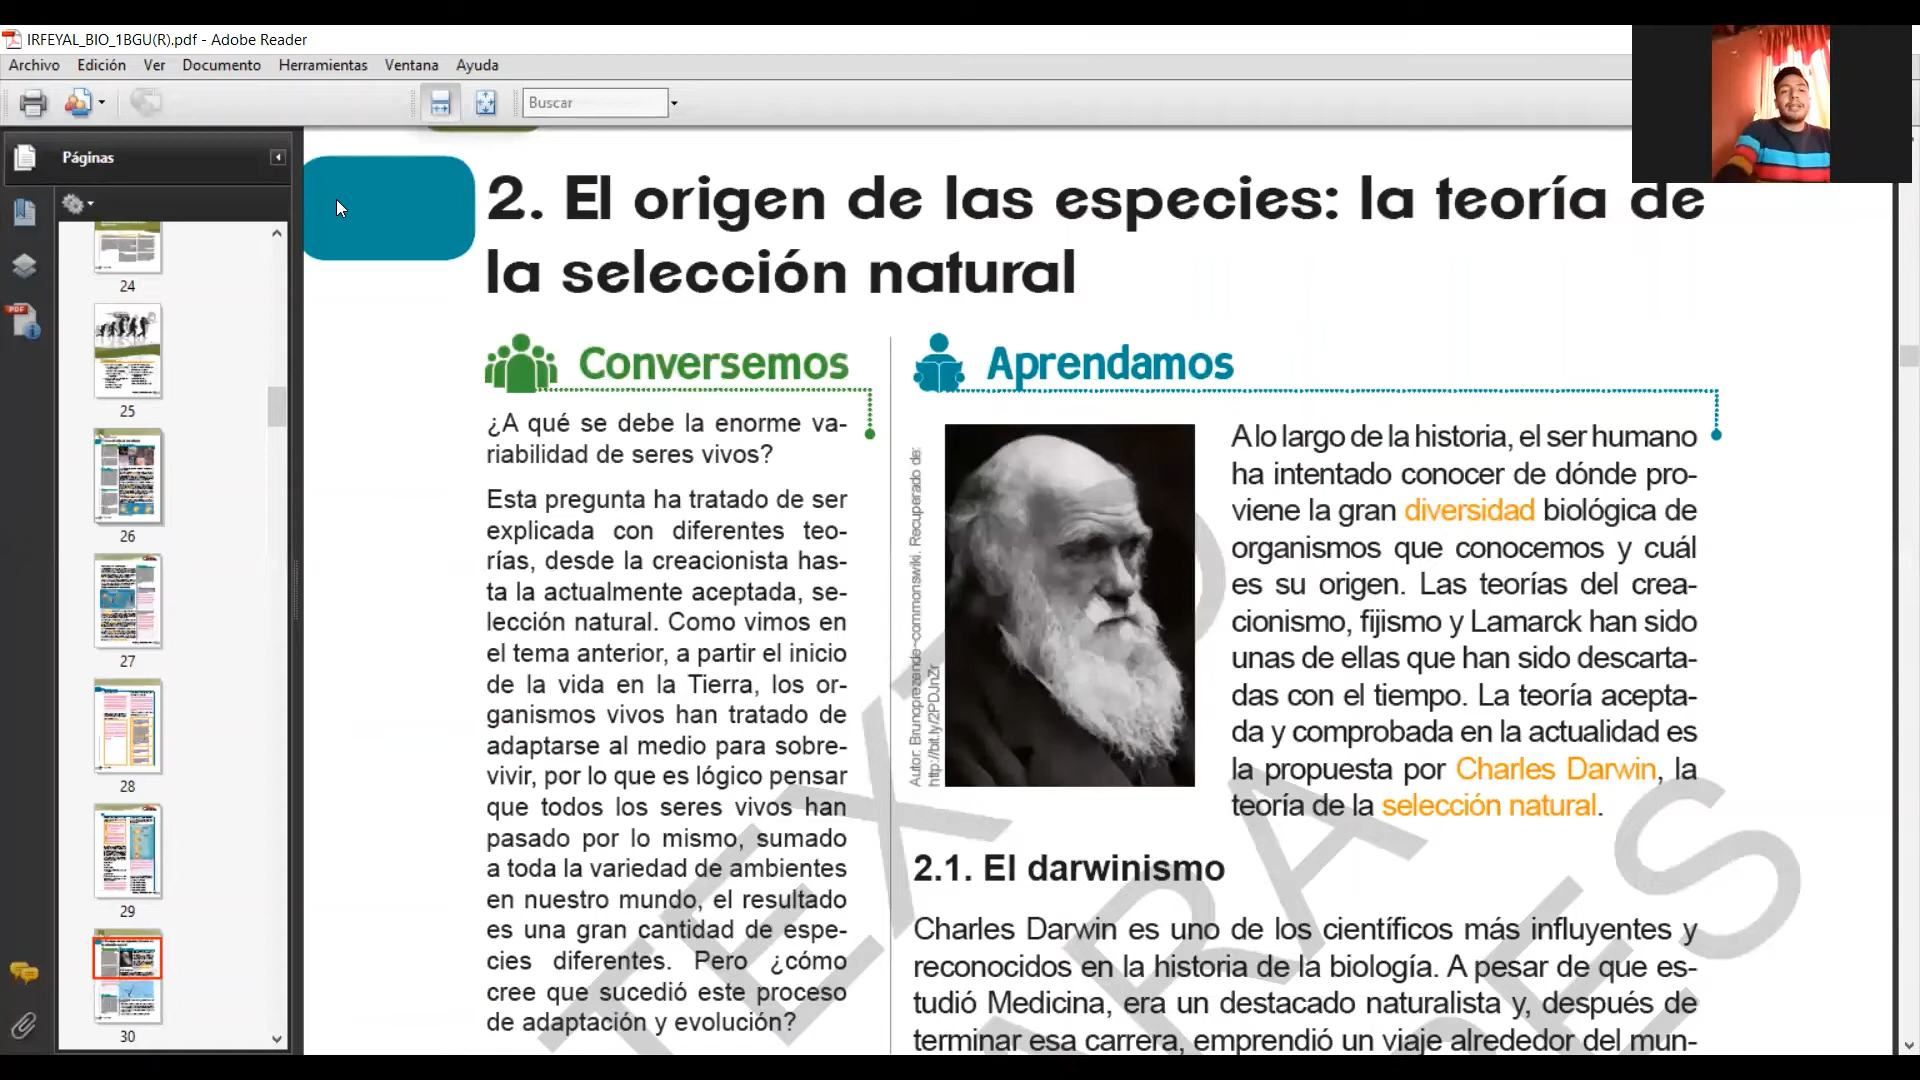 IRFEYAL_BIO_1BGU(R).pdf - Adobe Reader
Archivo Edición Ver Documento Herramientas Ventana Ayuda
Buscar
Páginas
24
25
26
27
28
29
30
2. El origen de las especies: la teoría de
la selección natural
Conversemos
¿A qué se debe la enorme va-
riabilidad de seres vivos?
Esta pregunta ha tratado de ser
explicada con diferentes teo-
rías, desde la creacionista has-
ta la actualmente aceptada, se-
lección natural. Como vimos en
el tema anterior, a partir el inicio
de la vida en la Tierra, los or-
ganismos vivos han tratado de
adaptarse al medio para sobre-
vivir, por lo que es lógico pensar
que todos los seres vivos han
pasado por lo mismo, sumado
a toda la variedad de ambientes
en nuestro mundo, el resultado
es una gran cantidad de espe-
cies diferentes. Pero ¿cómo
cree que sucedió este proceso
de adaptación y evolución?
Aprendamos
Autor: Brunoprezende~commonswiki. Recuperado de:
http://bit.ly/2PDJnZr
A lo largo de la historia, el ser humano
ha intentado conocer de dónde pro-
viene la gran diversidad biológica de
organismos que conocemos y cuál
es su origen. Las teorías del crea-
cionismo, fijismo y Lamarck han sido
unas de ellas que han sido descarta-
das con el tiempo. La teoría acepta-
da y comprobada en la actualidad es
la propuesta por Charles Darwin, la
teoría de la selección natural.
2.1. El darwinismo
Charles Darwin es uno de los científicos más influyentes y
reconocidos en la historia de la biología. A pesar de que es-
tudió Medicina, era un destacado naturalista y, después de
terminar esa carrera, emprendió un viaje alrededor del mun-